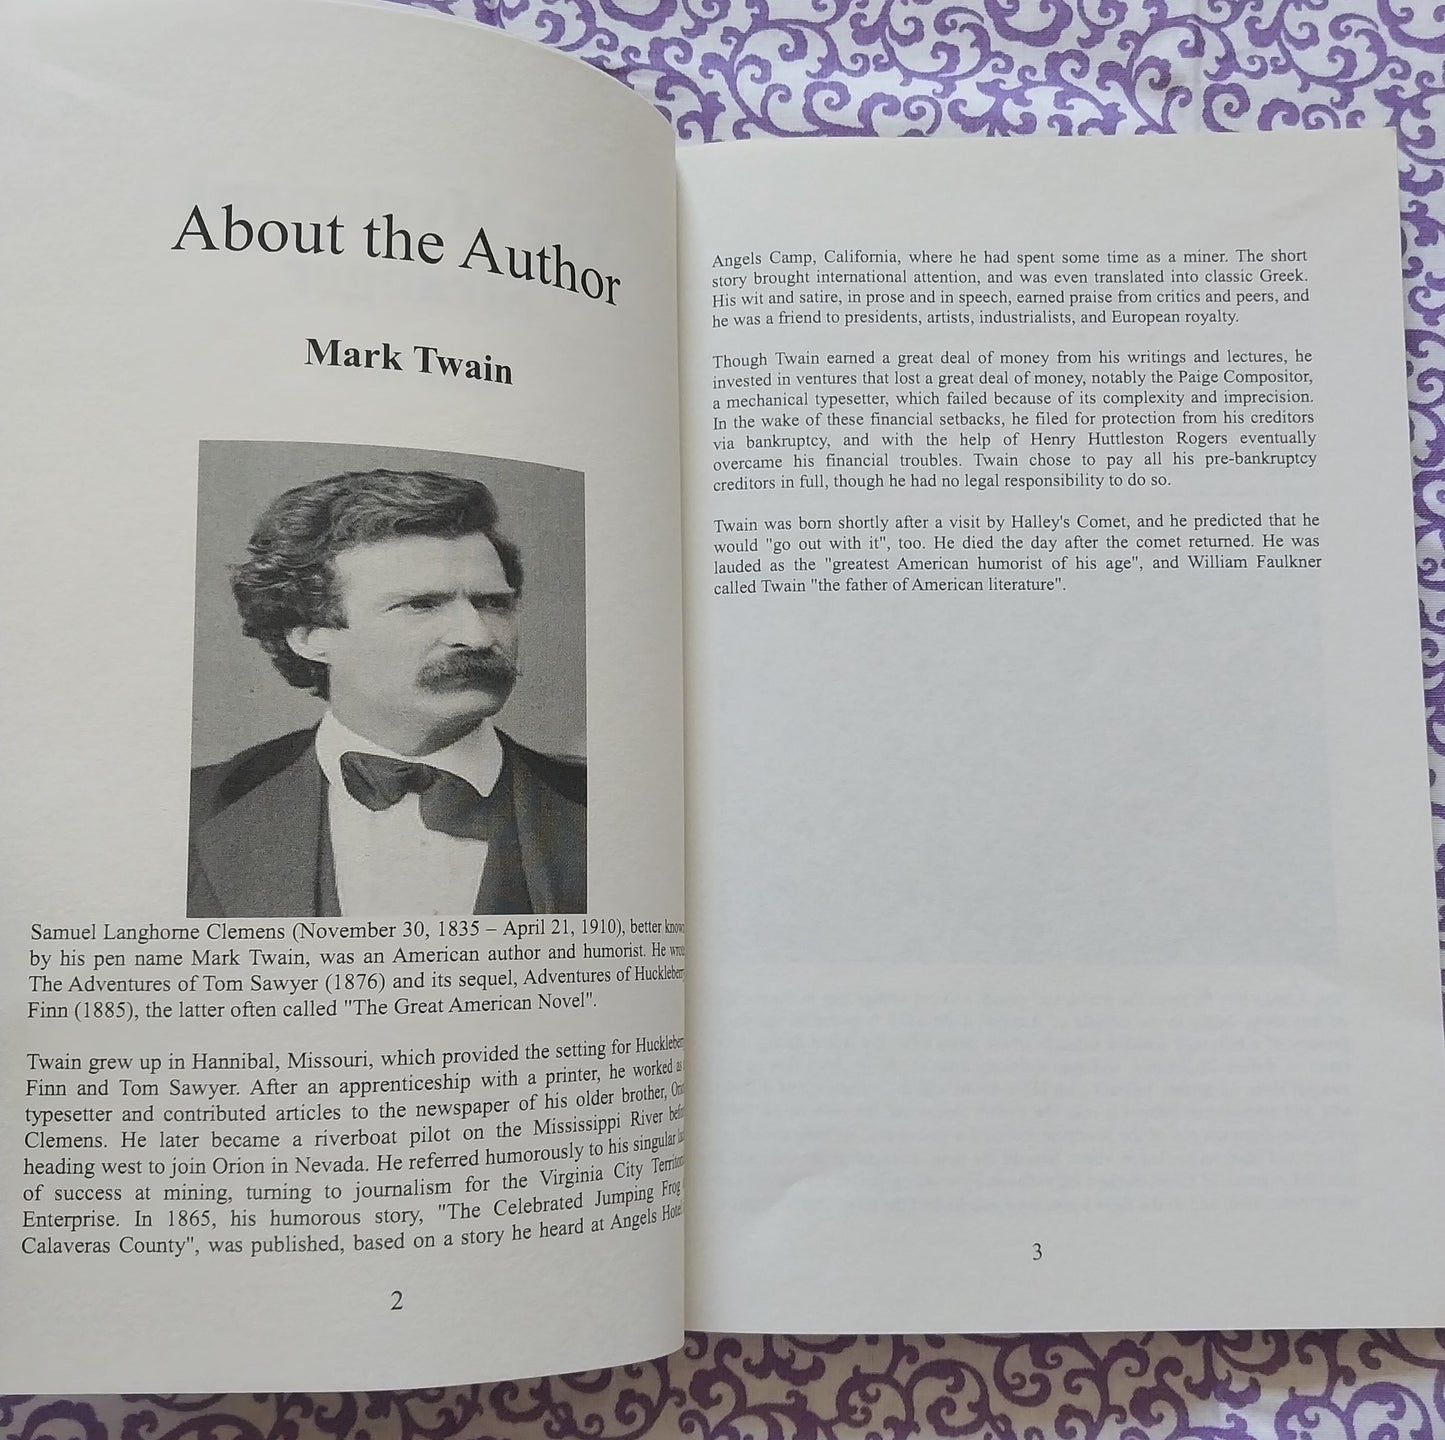 About the Author
Mark Twain
Samuel Langhorne Clemens (November 30, 1835 – April 21, 1910), better known
by his pen name Mark Twain, was an American author and humorist. He wrote
The Adventures of Tom Sawyer (1876) and its sequel, Adventures of Huckleberry
Finn (1885), the latter often called "The Great American Novel".
Twain grew up in Hannibal, Missouri, which provided the setting for Huckleberry
Finn and Tom Sawyer. After an apprenticeship with a printer, he worked as
typesetter and contributed articles to the newspaper of his older brother,
Clemens. He later became a riverboat pilot on the Mississippi River before
heading west to join Orion in Nevada. He referred humorously to his singular
of success at mining, turning to journalism for the Virginia City Territorial
Enterprise. In 1865, his humorous story, "The Celebrated Jumping Frog
Calaveras County", was published, based on a story he heard at Angels Hotel
2
Angels Camp, California, where he had spent some time as a miner. The short
story brought international attention, and was even translated into classic Greek.
His wit and satire, in prose and in speech, earned praise from critics and peers, and
he was a friend to presidents, artists, industrialists, and European royalty.
Though Twain earned a great deal of money from his writings and lectures, he
invested in ventures that lost a great deal of money, notably the Paige Compositor,
a mechanical typesetter, which failed because of its complexity and imprecision.
In the wake of these financial setbacks, he filed for protection from his creditors
via bankruptcy, and with the help of Henry Huttleston Rogers eventually
overcame his financial troubles. Twain chose to pay all his pre-bankruptcy
creditors in full, though he had no legal responsibility to do so.
Twain was born shortly after a visit by Halley's Comet, and he predicted that he
would "go out with it", too. He died the day after the comet returned. He was
lauded as the "greatest American humorist of his age", and William Faulkner
called Twain "the father of American literature".
3